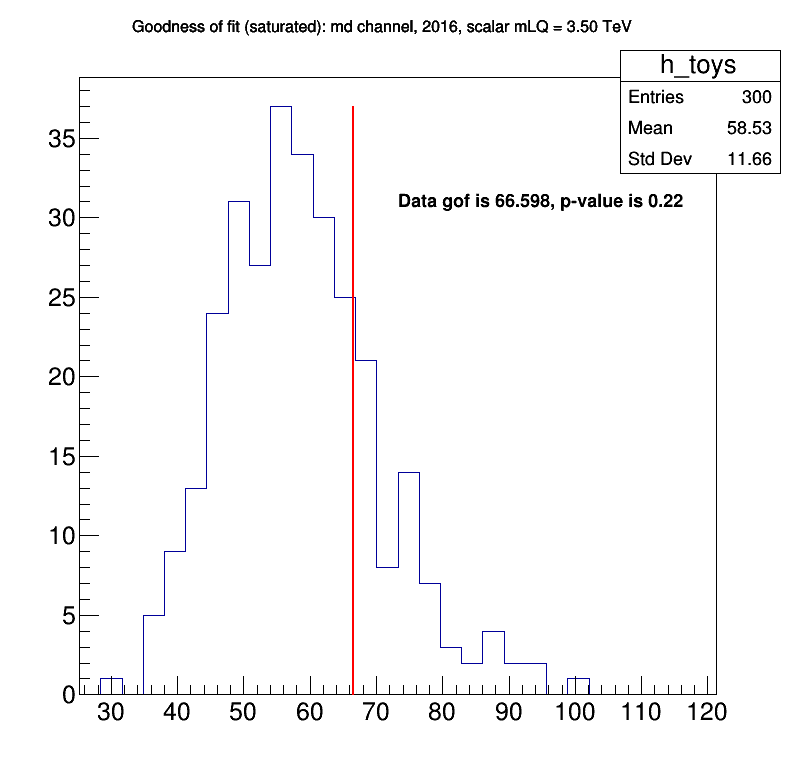 Goodness of fit (saturated): md channel, 2016, scalar mLQ = 3.50 TeV
h_toys
Entries 300
Mean 58.53
Std Dev 11.66
Data gof is 66.598, p-value is 0.22
35
30
25
20
15
10
5
0
30 40 50 60 70 80 90 100 110 120